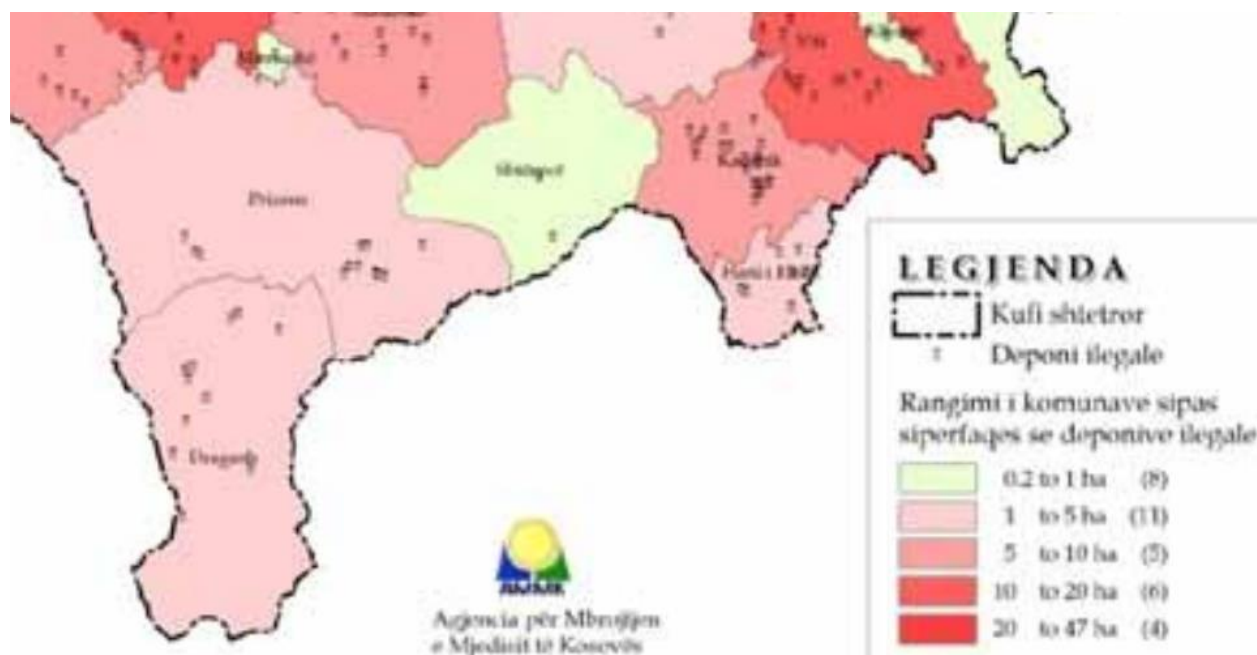 Viti
Prizren
Dragash
LEGJENDA
Kufi shtetror
Deponi ilegale
Rangimi i komunave sipas
siperfaqes se deponive ilegale
0.2 to 1 ha (8)
1 to 5 ha (11)
5 to 10 ha (5)
10 to 20 ha (6)
20 to 47 ha (4)
Agjencia për Mbrojtjen
e Mjedisit të Kosovës